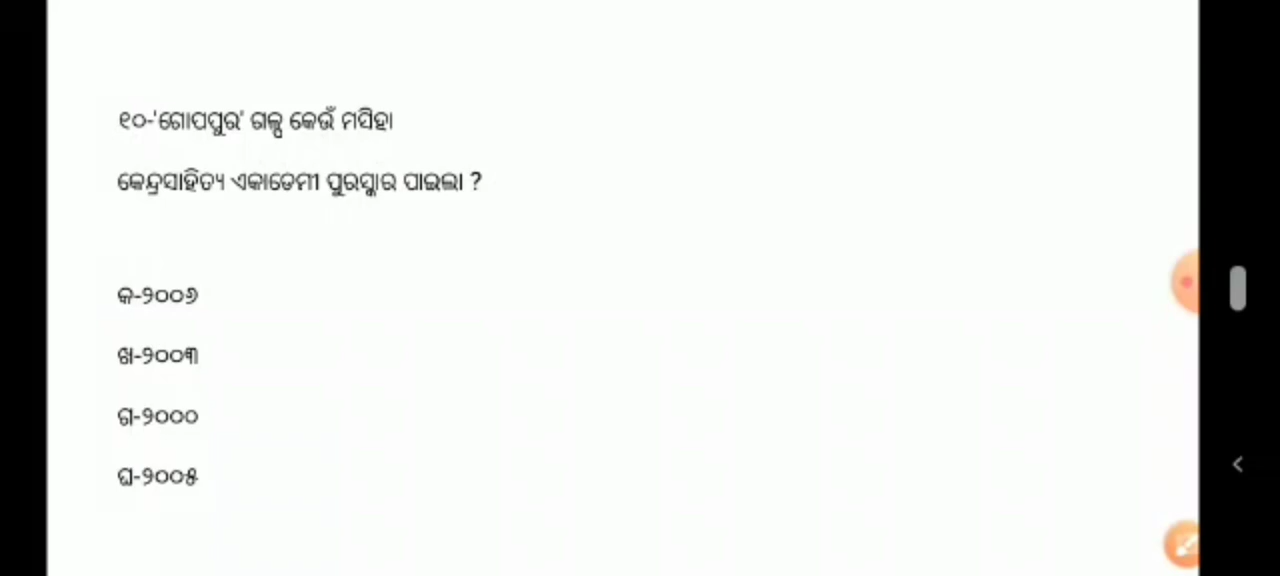 ୧୦-'ଗୋପପୁର' ଗଳ୍ପ କେଉଁ ମସିହା
କେନ୍ଦ୍ରସାହିତ୍ୟ ଏକାଡେମୀ ପୁରସ୍କାର ପାଇଲା ?
କ-୨୦୦୬
ଖ-୨୦୦୩
ଗ-୨୦୦୦
ଘ-୨୦୦୫